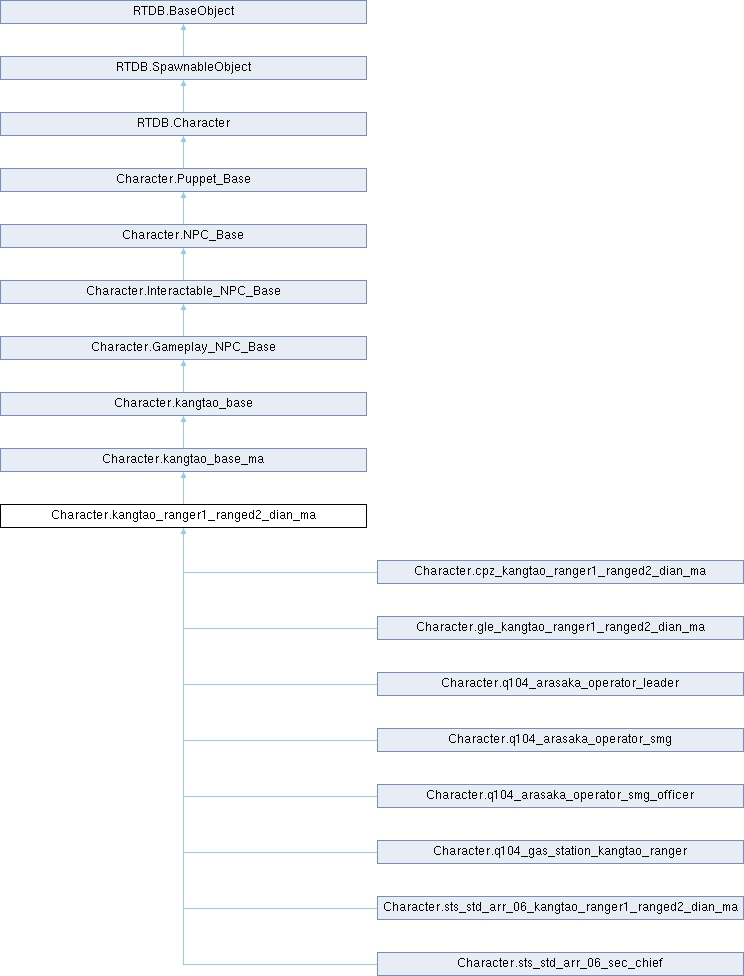 RTDB.BaseObject
RTDB.SpawnableObject
RTDB.Character
Character.Puppet_Base
Character.NPC_Base
Character.Interactable_NPC_Base
Character.Gameplay_NPC_Base
Character.kangtao_base
Character.kangtao_base_ma
Character.kangtao_ranger1_ranged2_dian_ma
Character.cpz_kangtao_ranger1_ranged2_dian_ma
Character.gle_kangtao_ranger1_ranged2_dian_ma
Character.q104_arasaka_operator_leader
Character.q104_arasaka_operator_smg
Character.q104_arasaka_operator_smg_officer
Character.q104_gas_station_kangtao_ranger
Character.sts_std_arr_06_kangtao_ranger1_ranged2_dian_ma
Character.sts_std_arr_06_sec_chief